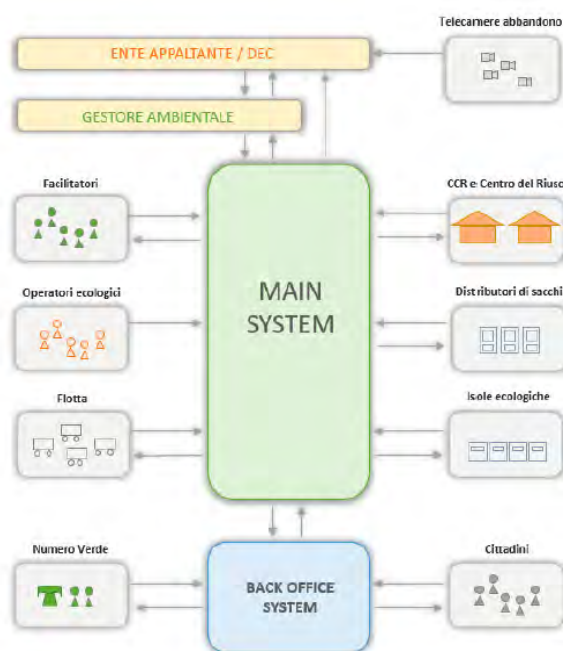 Telecamere abbandono
ENTE APPALTANTE / DEC
GESTORE AMBIENTALE
Facilitatori
CCR e Centro del Riuso
MAIN
SYSTEM
Operatori ecologici
Distributori di sacchi
Flotta
Isole ecologiche
Numero Verde
BACK OFFICE
SYSTEM
Cittadini